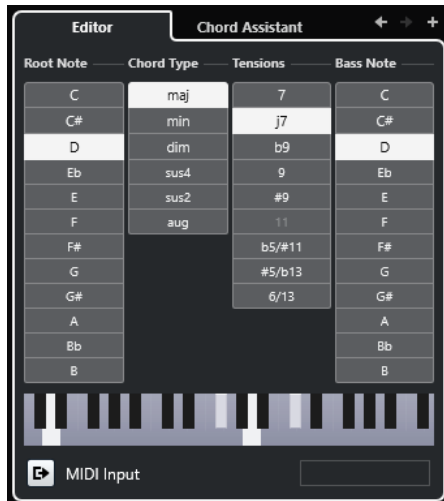 Editor Chord Assistant
Root Note Chord Type Tensions Bass Note
C maj 7 C
C# min j7 C#
D dim b9 D
Eb sus4 9 Eb
E sus2 #9 E
F aug 11 F
F# b5/#11 F#
G #5/b13 G
G# 6/13 G#
A A
Bb Bb
B B
MIDI Input